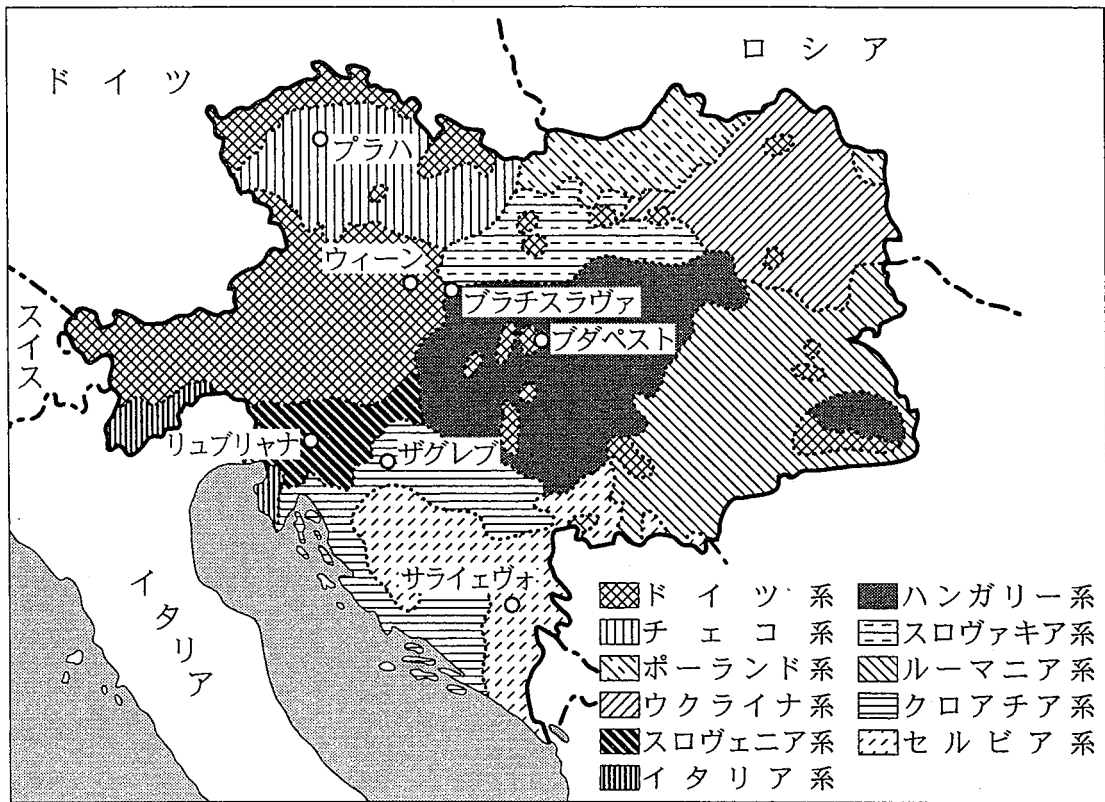 ロシア
ドイツ
プラハ
ウィーン
ブラチスラヴァ
ブダペスト
スイス
リュブリャナ
ザグレブ
サライェヴォ
イタリア
ドイツ系
チェコ系
ポーランド系
ウクライナ系
スロヴェニア系
イタリア系
ハンガリー系
スロヴァキア系
ルーマニア系
クロアチア系
セルビア系